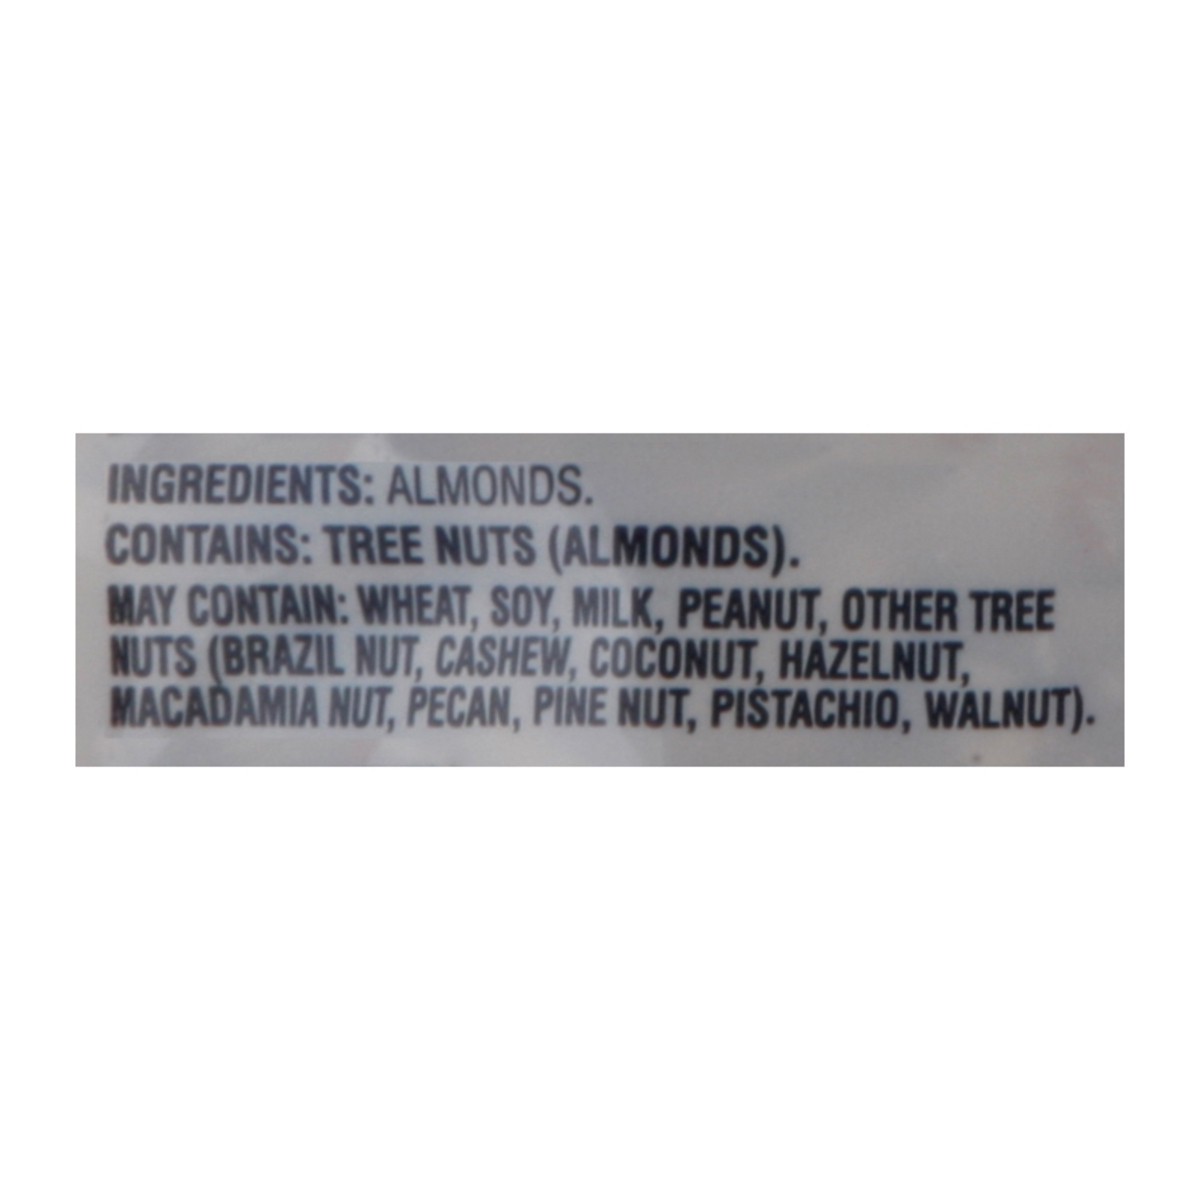 INGREDIENTS: ALMONDS.
CONTAINS: TREE NUTS (ALMONDS).
MAY CONTAIN: WHEAT, SOY, MILK, PEANUT, OTHER TREE
NUTS (BRAZIL NUT, CASHEW, COCONUT, HAZELNUT,
MACADAMIA NUT, PECAN, PINE NUT, PISTACHIO, WALNUT).